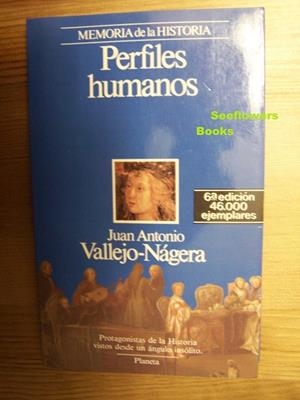 MEMORIA de la HISTORIA
Perfiles
humanos
Seeflowers
Books
6ª edición
46.000
ejemplares
Juan Antonio
Vallejo-Nágera
Protagonistas de la Historia
vistos desde un ángulo insólito.
Planeta